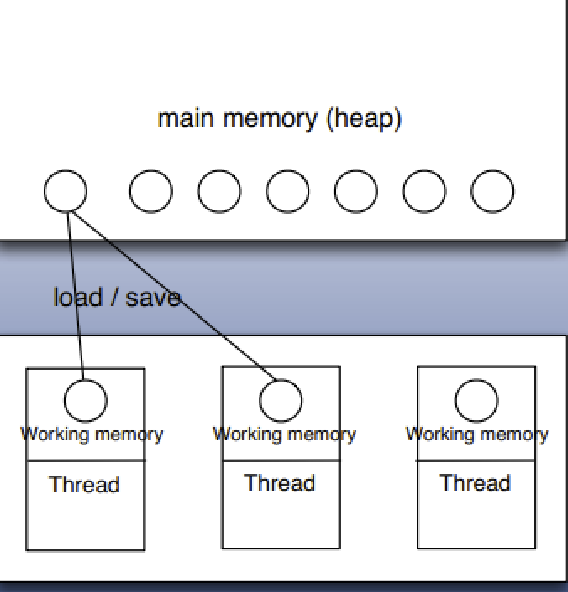 main memory (heap)
load / save
Working memory
Working memory
Working memory
Thread
Thread
Thread